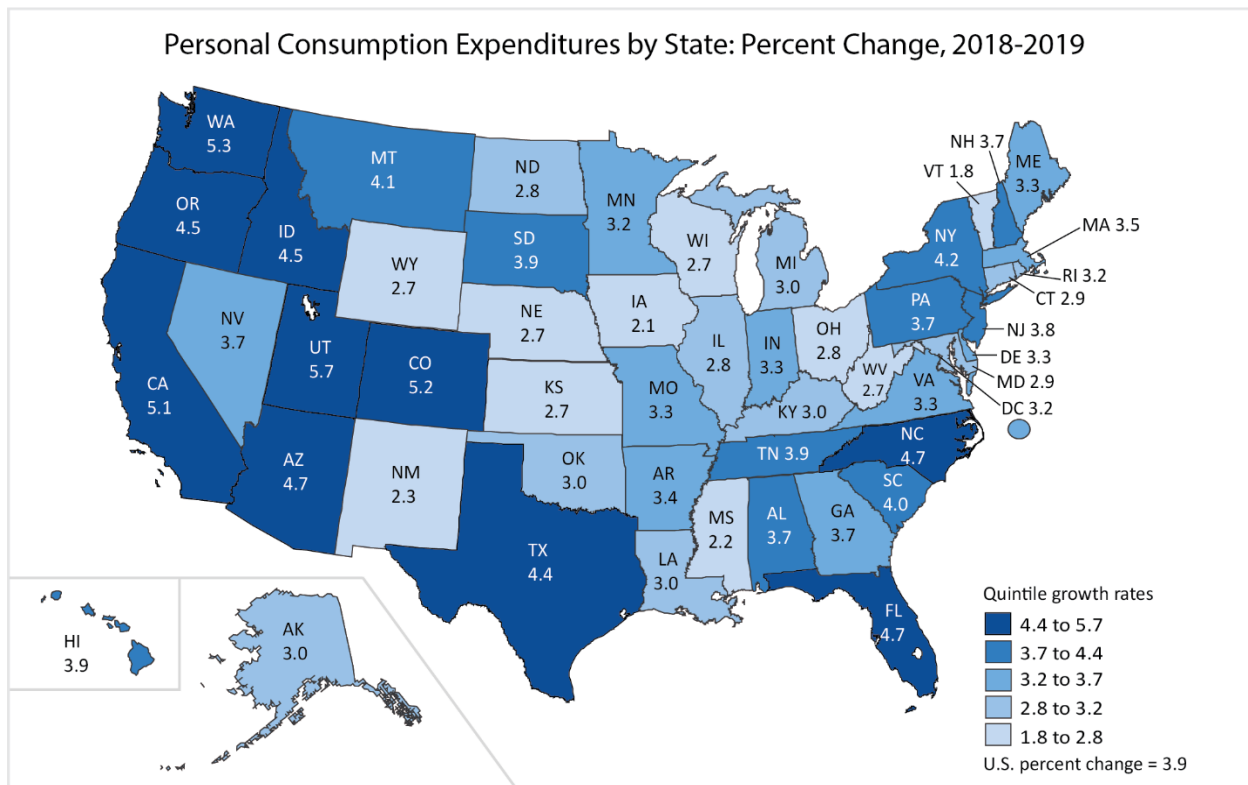 Personal Consumption Expenditures by State: Percent Change, 2018-2019
WA
5.3
OR
4.5
CA
5.1
ID
4.5
NV
3.7
MT
4.1
WY
2.7
UT
5.7
CO
5.2
AZ
4.7
NM
2.3
ND
2.8
SD
3.9
NE
2.7
KS
2.7
OK
3.0
TX
4.4
MN
3.2
IA
2.1
MO
3.3
AR
3.4
LA
3.0
WI
2.7
IL
2.8
MI
3.0
IN
3.3
OH
2.8
KY 3.0
TN 3.9
MS
2.2
AL
3.7
GA
3.7
FL
4.7
SC
4.0
NC
4.7
VA
3.3
WV
2.7
PA
3.7
NY
4.2
VT 1.8
NH 3.7
ME
3.3
MA 3.5
RI 3.2
CT 2.9
NJ 3.8
DE 3.3
MD 2.9
DC 3.2
HI
3.9
AK
3.0
Quintile growth rates
4.4 to 5.7
3.7 to 4.4
3.2 to 3.7
2.8 to 3.2
1.8 to 2.8
U.S. percent change = 3.9